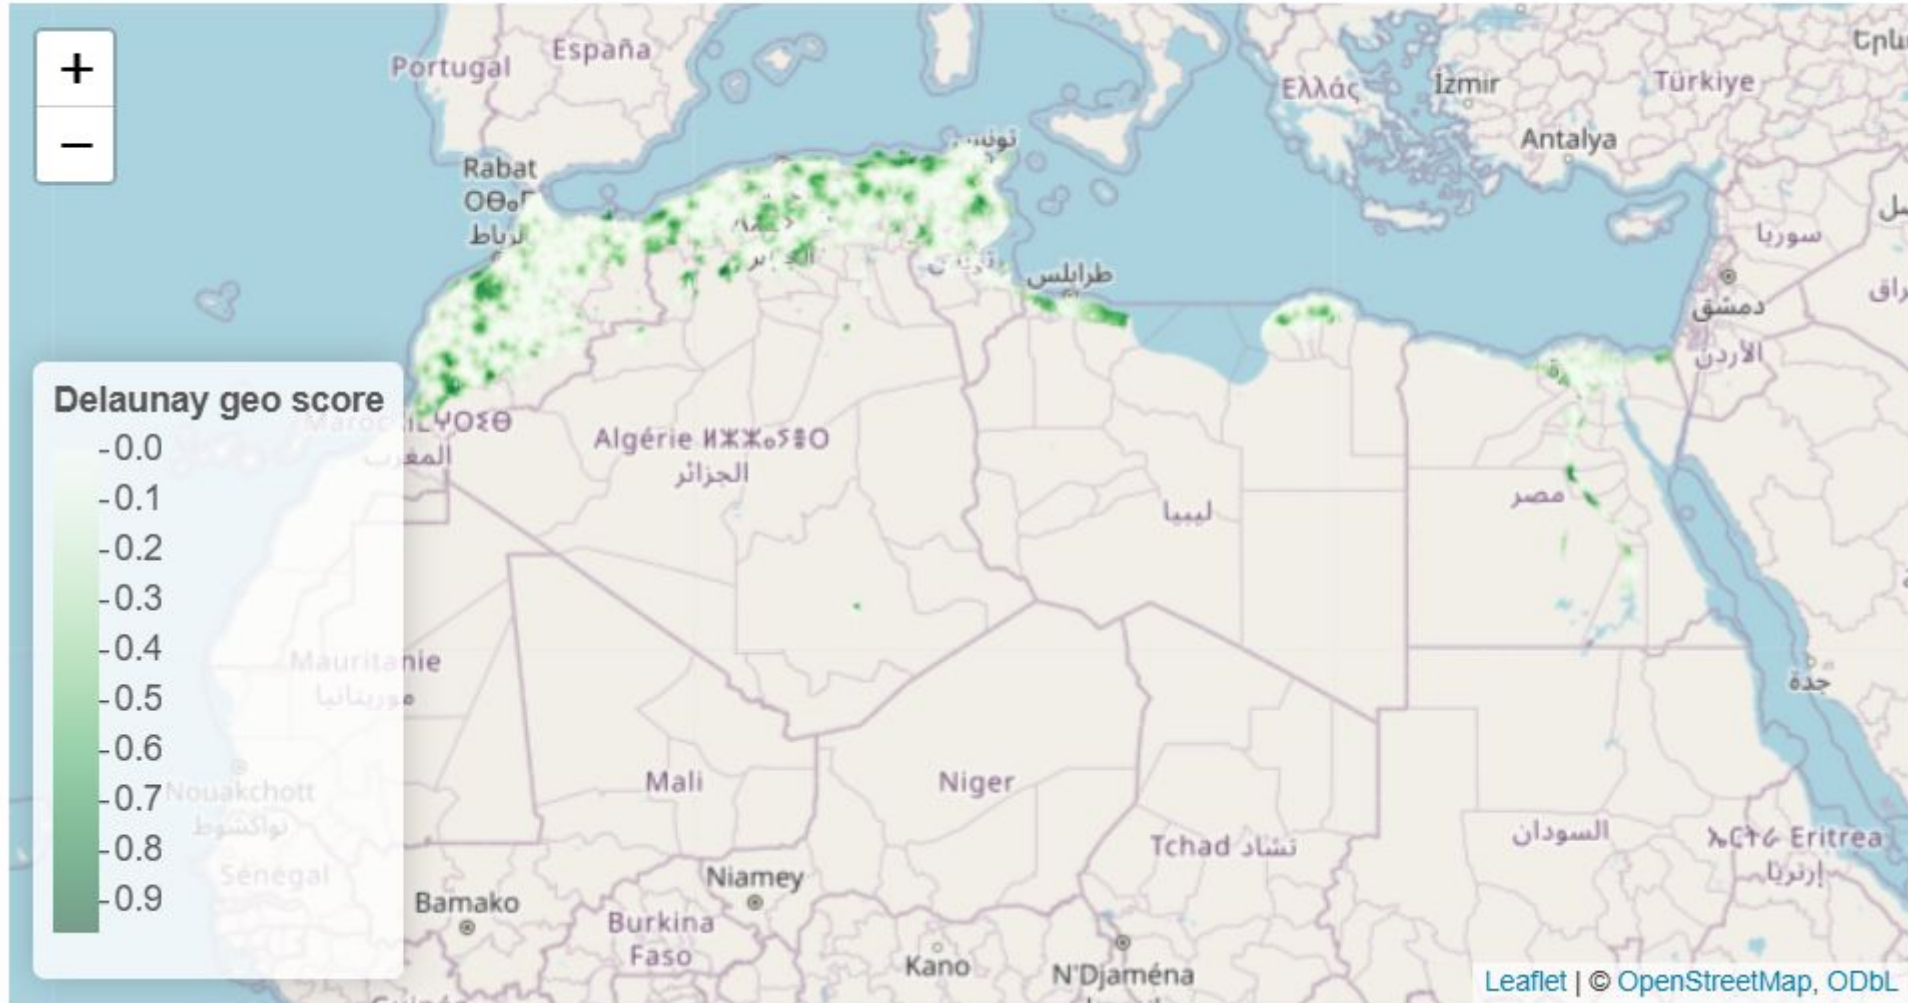 +
−
Portugal
España
Ελλάς
İzmir
Türkiye
Antalya
تونس
Rabat
سوريا
طرابلس
دمشق
الأردن
Delaunay geo score
-0.0
-0.1
-0.2
-0.3
-0.4
-0.5
-0.6
-0.7
-0.8
-0.9
المغرب
Algérie ⵍⵣⵣⴰⵢⴻⵔ
الجزائر
ليبيا
مصر
جدة
Mauritanie
موريتانيا
Nouakchott
نواكشوط
Sénégal
Mali
Niger
Tchad تشاد
السودان
ኤርትራ Eritrea
إرتريا
Bamako
Niamey
Burkina
Faso
Kano
N'Djaména
Leaflet | © OpenStreetMap, ODbL